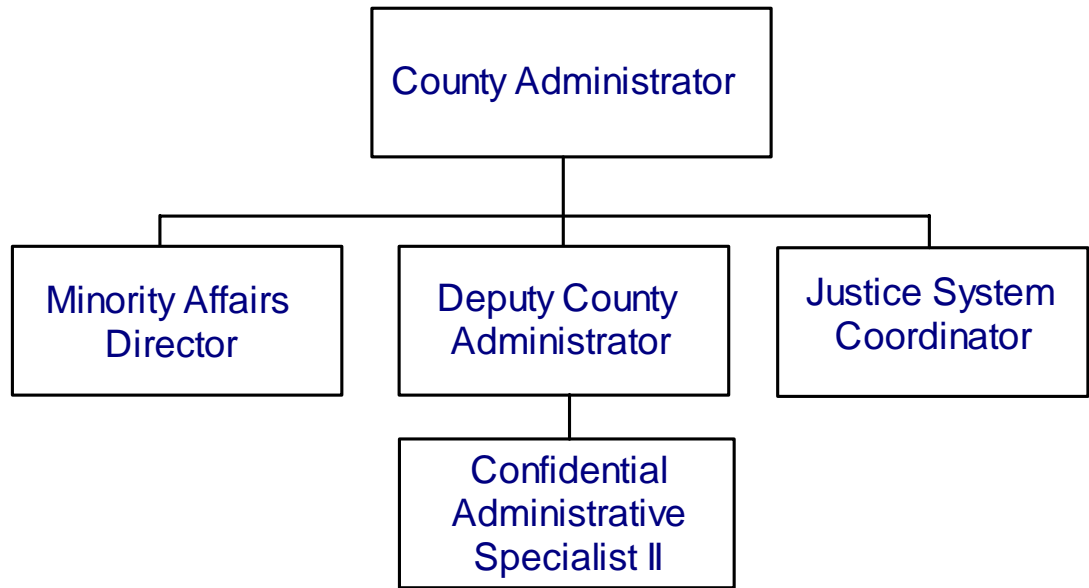 County Administrator
Minority Affairs
Director
Deputy County
Administrator
Justice System
Coordinator
Confidential
Administrative
Specialist II